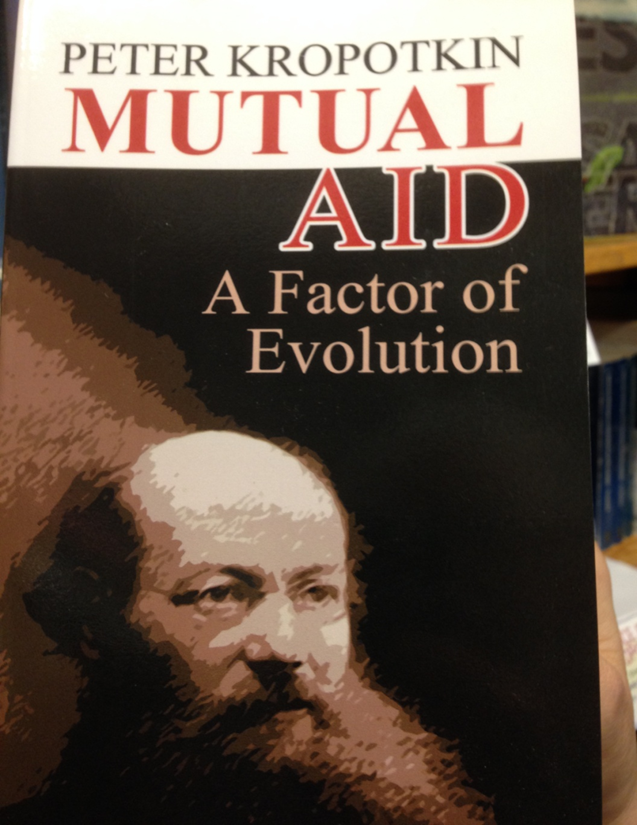 PETER KROPOTKIN
MUTUAL
AID
A Factor of
Evolution